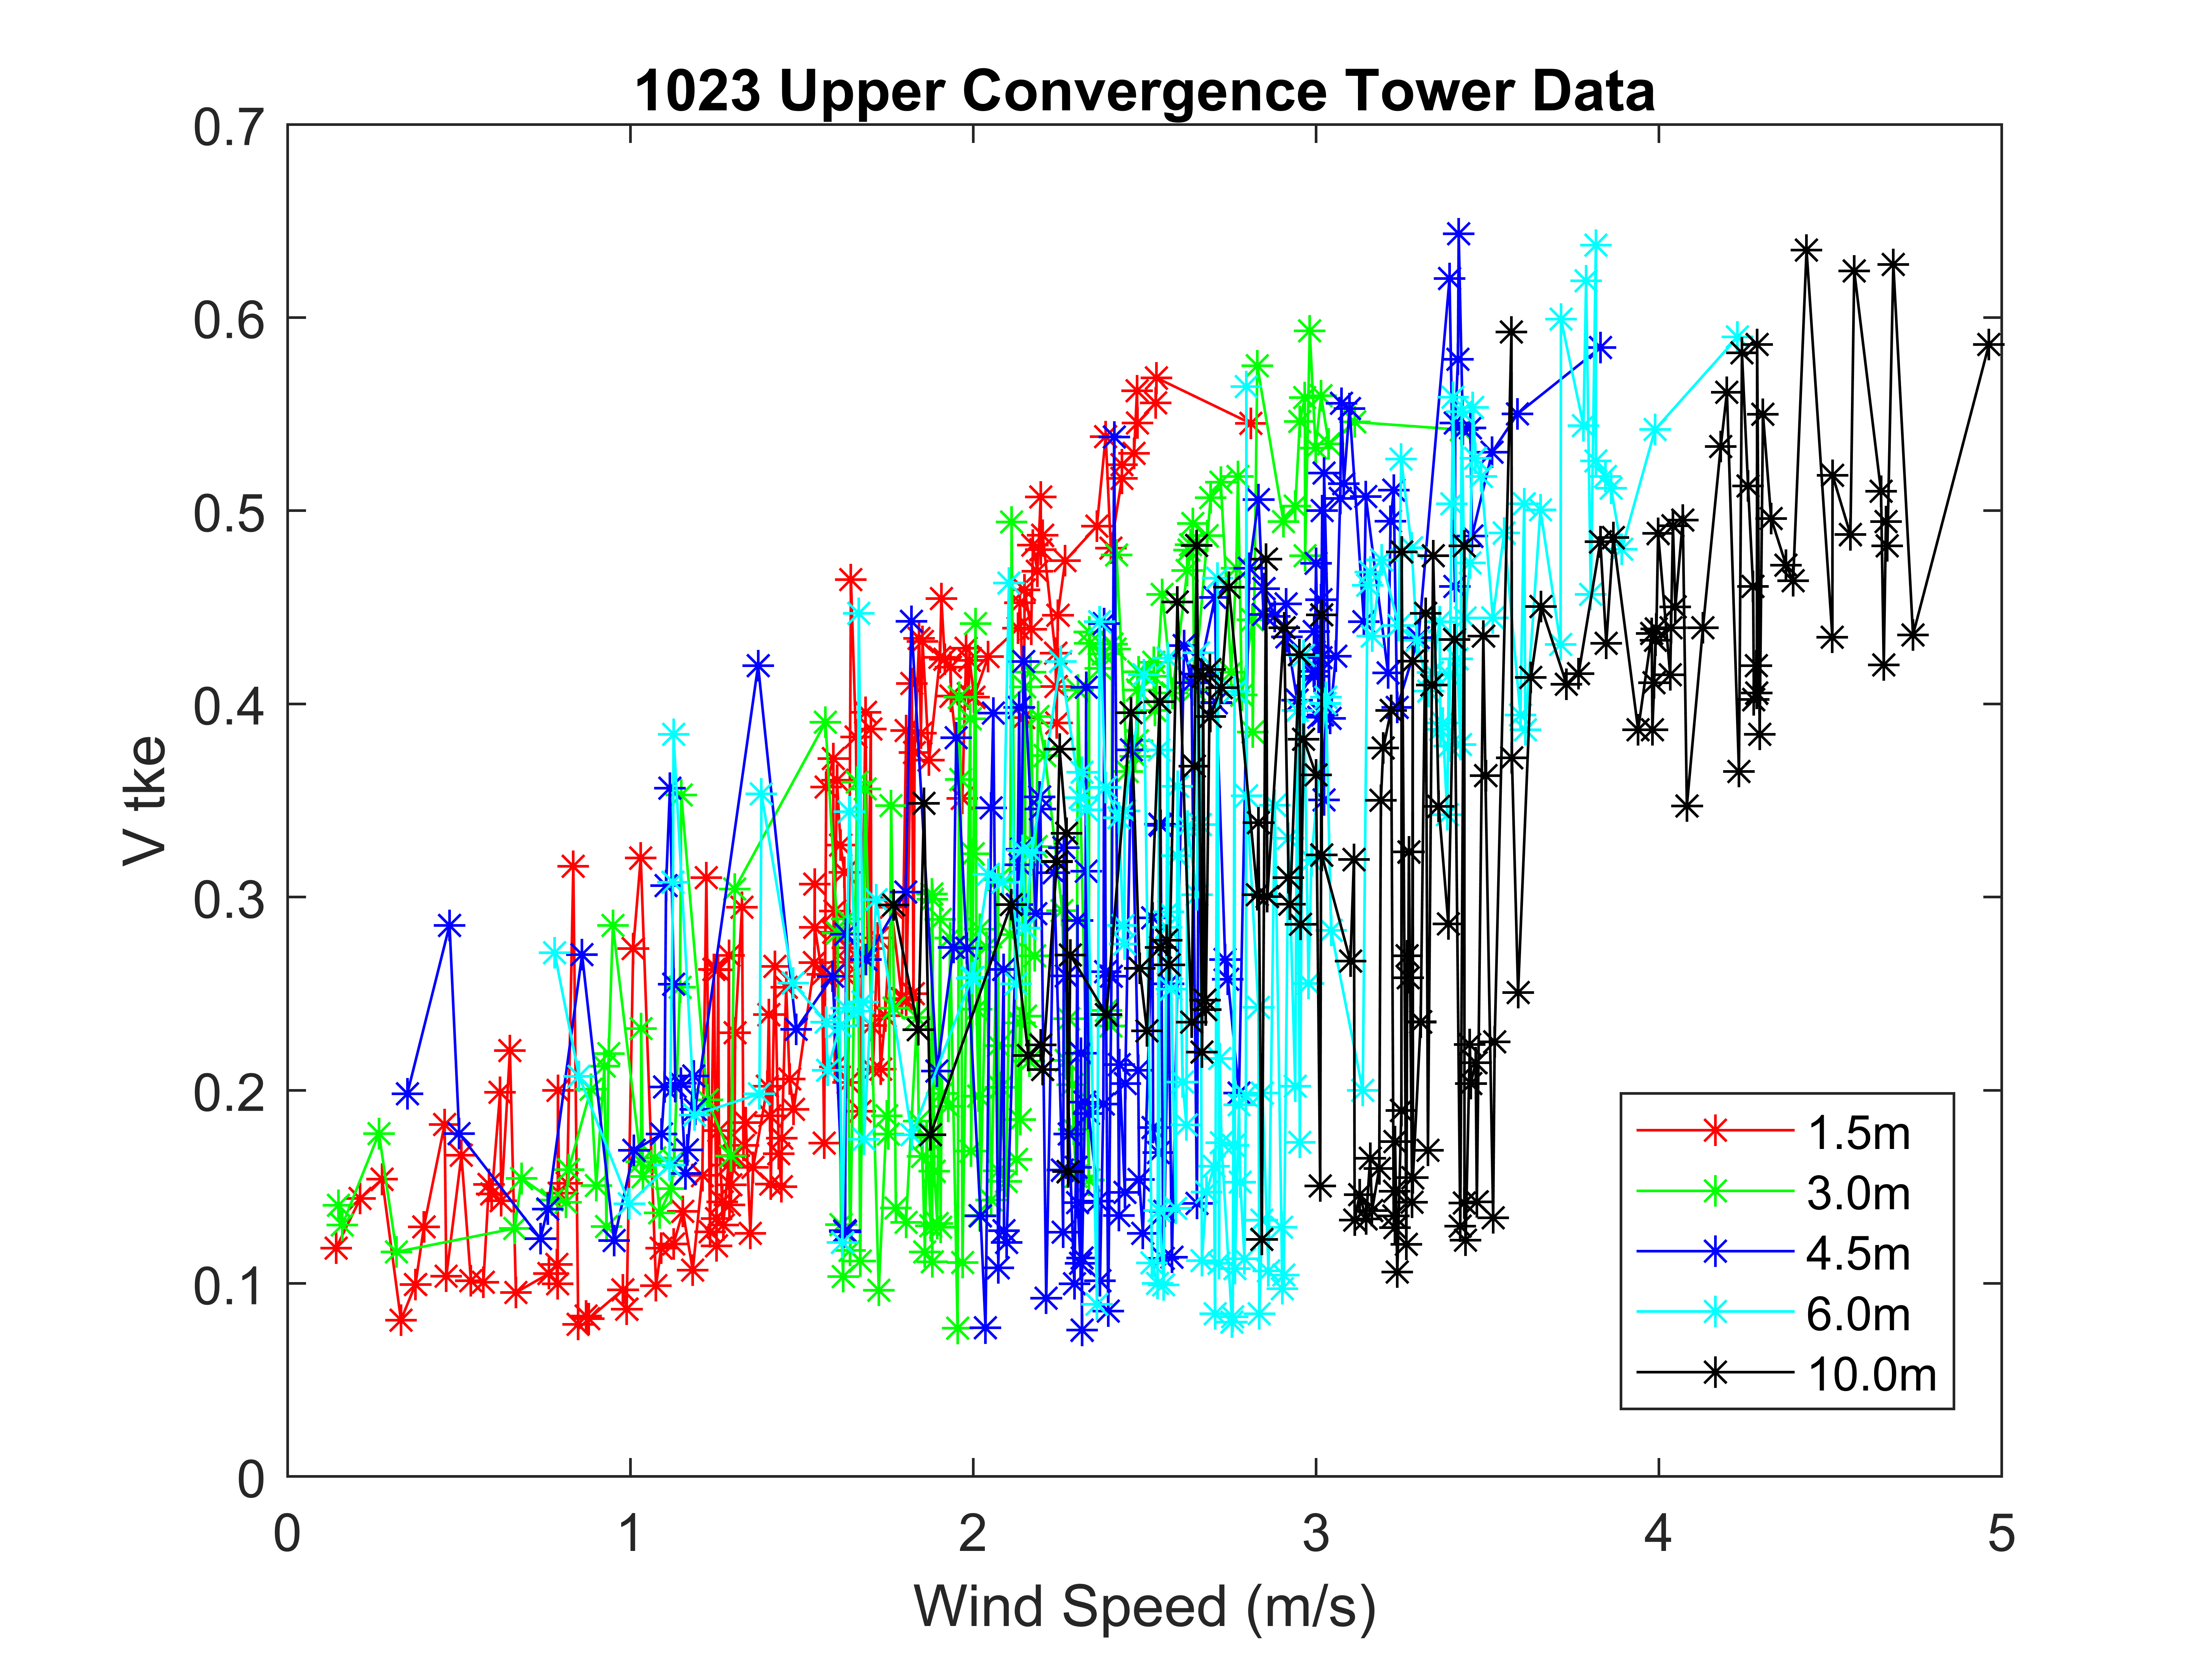 1023 Upper Convergence Tower Data
0.7
0.6
0.5
0.4
0.3
0.2
0.1
0
V tke
1.5m
3.0m
4.5m
6.0m
10.0m
0 1 2 3 4 5
Wind Speed (m/s)